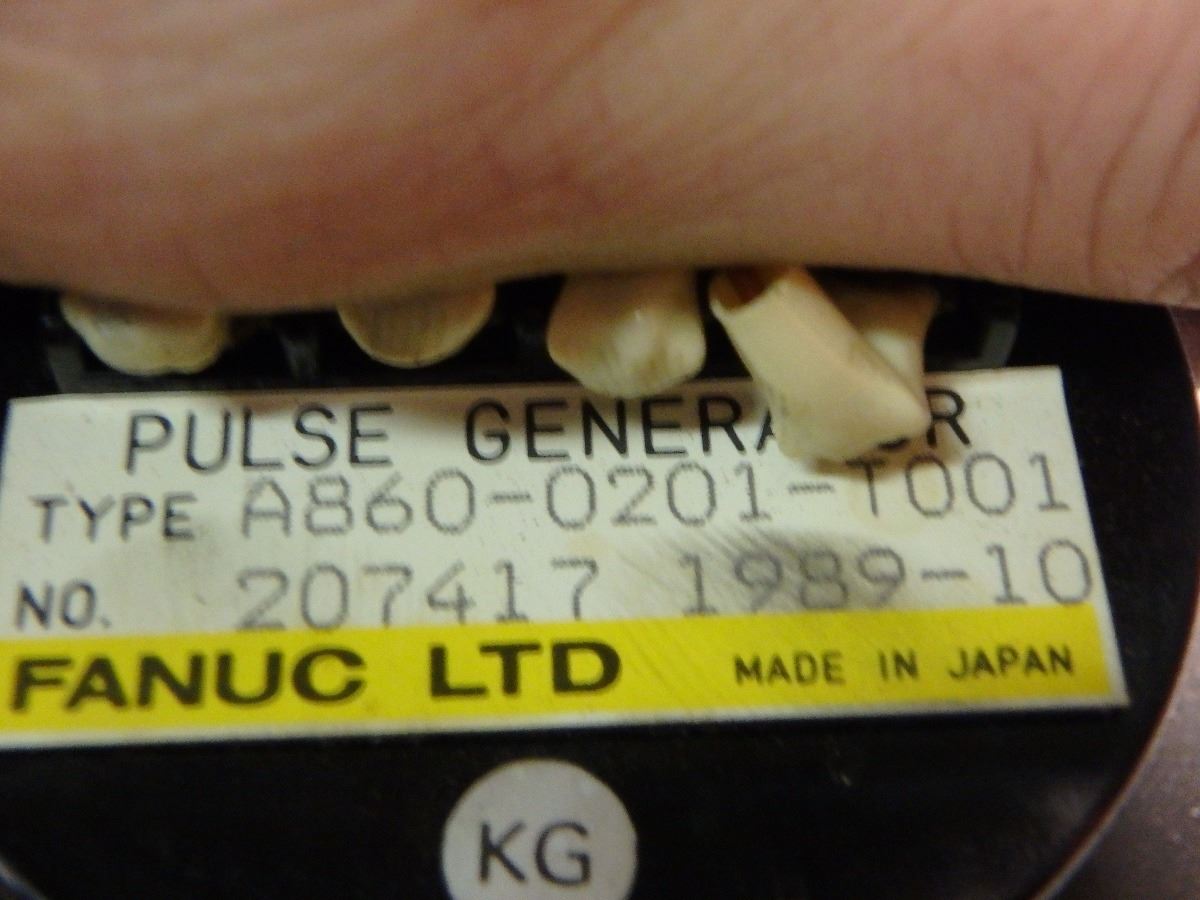 PULSE GENERATOR
TYPE A860-0201-T001
NO. 207417 1989-10
FANUC LTD MADE IN JAPAN
KG